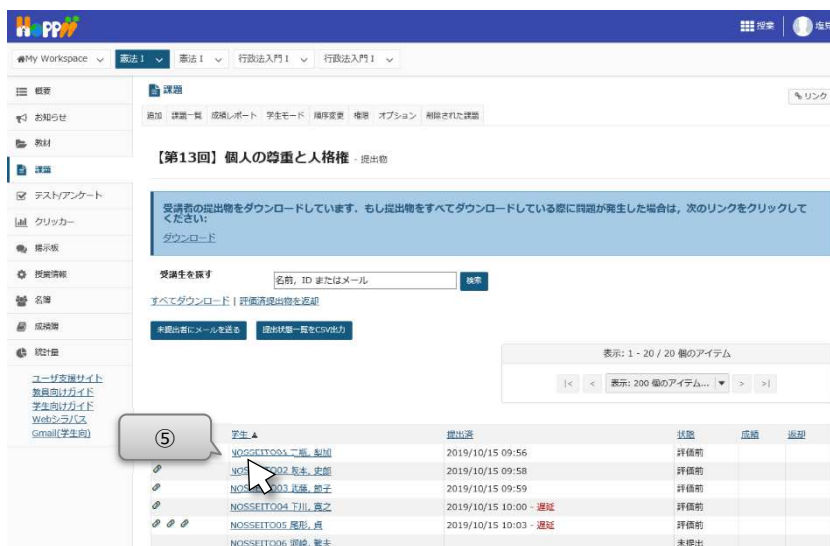 HoppII
授業
My Workspace
憲法Ⅰ
憲法Ⅰ
行政法入門Ⅰ
行政法入門Ⅰ
概要
お知らせ
教材
課題
テスト/アンケート
クリッカー
掲示板
授業情報
名簿
成績簿
統計量
ユーザ支援サイト
教員向けガイド
学生向けガイド
Webシラバス
Gmail(学生向)
課題
リンク
追加 課題一覧 成績レポート 学生モード 順序変更 権限 オプション 削除された課題
【第13回】個人の尊重と人格権 - 提出物
受講者の提出物をダウンロードしています．もし提出物をすべてダウンロードしている際に問題が発生した場合は，次のリンクをクリックして
ください:
ダウンロード
受講生を探す
名前, ID またはメール
検索
すべてダウンロード | 評価済提出物を返却
未提出者にメールを送る
提出状態一覧をCSV出力
表示: 1 - 20 / 20 個のアイテム
|< < 表示: 200 個のアイテム... ▼ > >|
⑤
学生▲ 提出済 状態 成績 返却
NOSSEITO01 二瓶, 梨加 2019/10/15 09:56 評価前
NOSSEITO02 坂本, 史郎 2019/10/15 09:58 評価前
NOSSEITO03 武藤, 節子 2019/10/15 09:59 評価前
NOSSEITO04 下川, 寛之 2019/10/15 10:00 - 遅延 評価前
NOSSEITO05 尾形, 貞 2019/10/15 10:03 - 遅延 評価前
NOSSEITO06 未提出